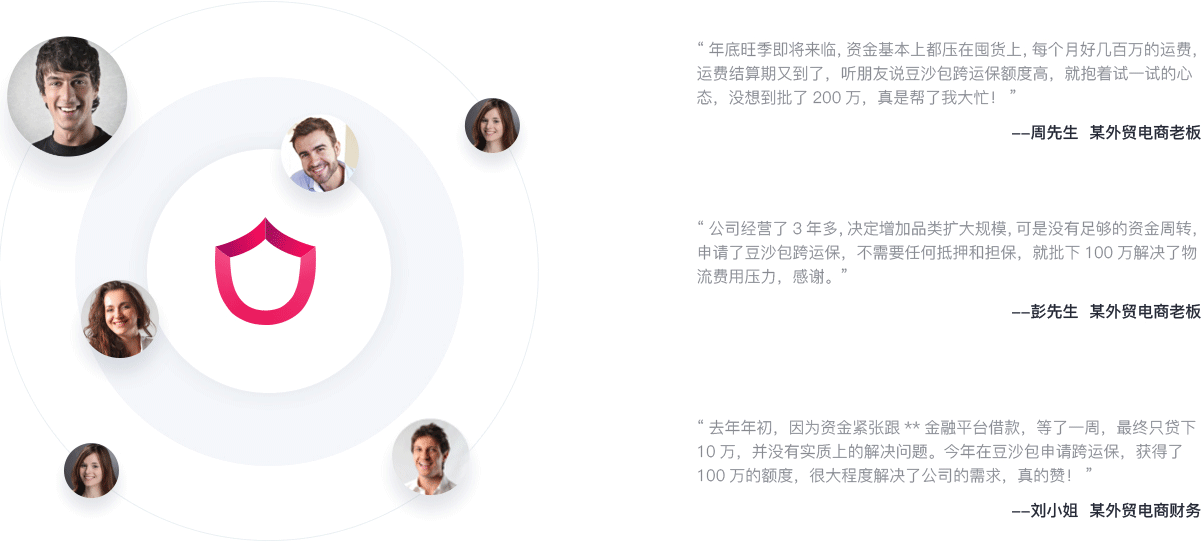 “ 年底旺季即将来临, 资金基本上都压在囤货上, 每个月好几百万的运费,
运费结算期又到了，听朋友说豆沙包跨运保额度高，就抱着试一试的心
态，没想到批了 200 万，真是帮了我大忙！ ”
––周先生 某外贸电商老板
“ 公司经营了 3 年多, 决定增加品类扩大规模, 可是没有足够的资金周转,
申请了豆沙包跨运保，不需要任何抵押和担保，就批下 100 万解决了物
流费用压力，感谢。”
––彭先生 某外贸电商老板
“ 去年年初，因为资金紧张跟 ** 金融平台借款，等了一周，最终只贷下
10 万，并没有实质上的解决问题。今年在豆沙包申请跨运保，获得了
100 万的额度，很大程度解决了公司的需求，真的赞！ ”
––刘小姐 某外贸电商财务